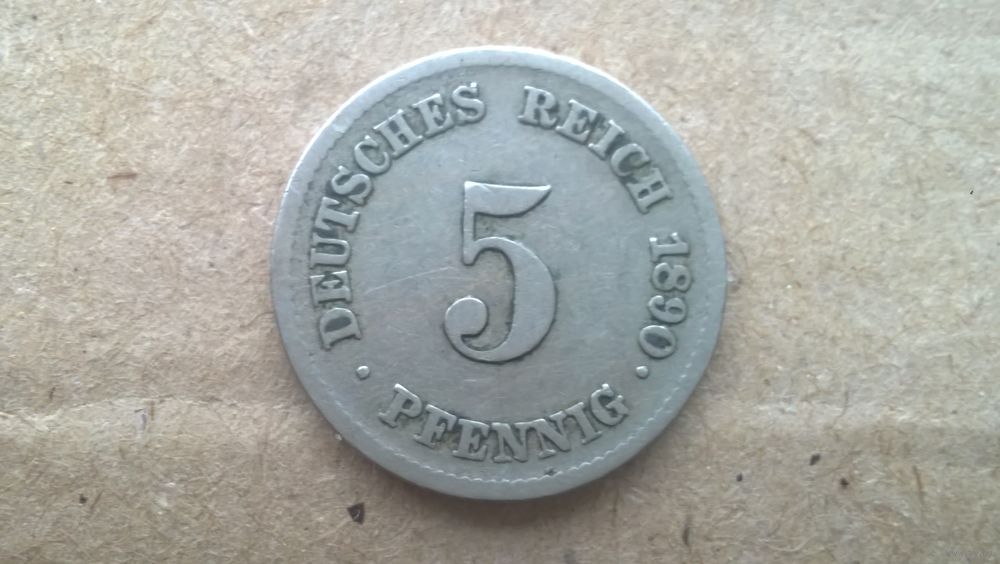 DEUTSCHES REICH 1890
5
• PFENNIG •